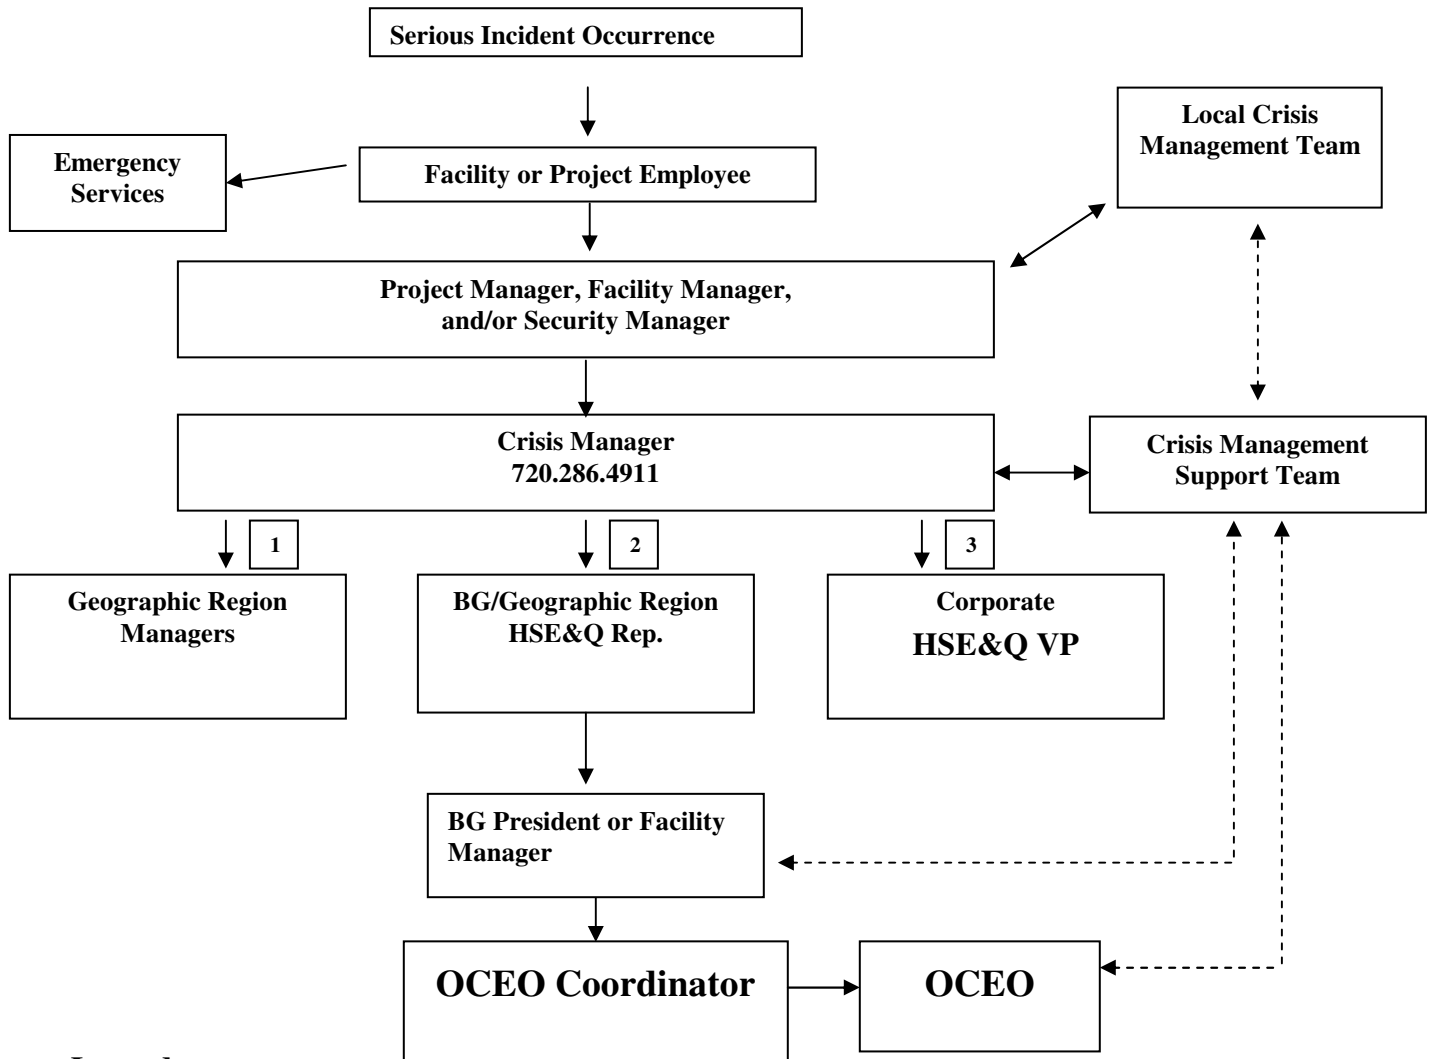 Serious Incident Occurrence
Local Crisis
Management Team
Emergency
Services
Facility or Project Employee
Project Manager, Facility Manager,
and/or Security Manager
Crisis Manager
720.286.4911
Crisis Management
Support Team
1
2
3
Geographic Region
Managers
BG/Geographic Region
HSE&Q Rep.
Corporate
HSE&Q VP
BG President or Facility
Manager
OCEO Coordinator
OCEO